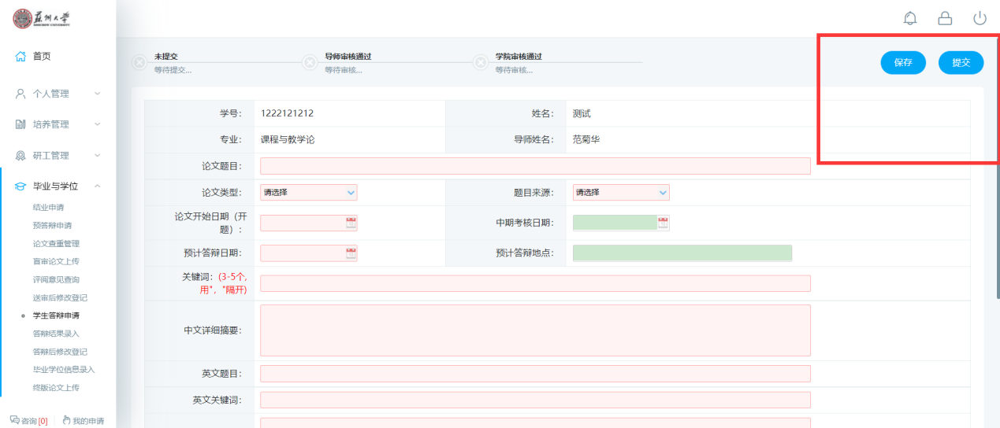 蘇州大学
SOOCHOW UNIVERSITY
首页
个人管理
培养管理
研工管理
毕业与学位
结业申请
预答辩申请
论文查重管理
盲审论文上传
评阅意见查询
送审后修改登记
学生答辩申请
答辩结果录入
答辩后修改登记
毕业学位信息录入
终版论文上传
咨询[0] 我的申请
未提交 导师审核通过 学院审核通过
等待提交... 等待审核... 等待审核...
保存 提交
学号： 1222121212 姓名： 测试
专业： 课程与教学论 导师姓名： 范菊华
论文题目：
论文类型： 请选择 题目来源： 请选择
论文开始日期（开
题）： 中期考核日期：
预计答辩日期： 预计答辩地点：
关键词：(3-5个,
用"，"隔开)
中文详细摘要：
英文题目：
英文关键词：